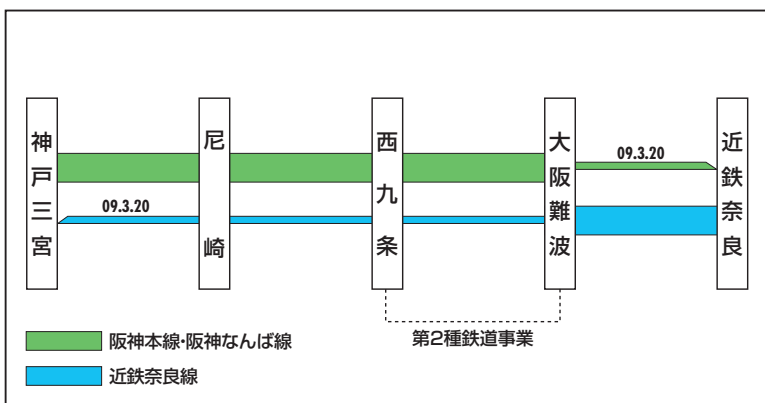 神戸三宮
尼崎
西九条
大阪難波
近鉄奈良
09.3.20
09.3.20
第2種鉄道事業
阪神本線・阪神なんば線
近鉄奈良線